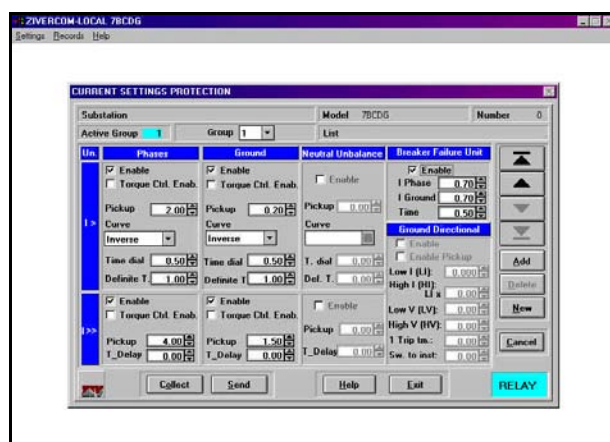 ZIVERCOM-LOCAL 7BCDG
Settings Records Help
CURRENT SETTINGS PROTECTION
Substation Model 7BCDG Number 0
Active Group 1 Group 1 List
Un. Phases Ground Neutral Unbalance Breaker Failure Unit
I >
Enable
Torque Ctrl. Enab.
Pickup 2.00
Curve
Inverse
Time dial 0.50
Definite T. 1.00
Enable
Torque Ctrl. Enab.
Pickup 0.20
Curve
Inverse
Time dial 0.50
Definite T 1.00
Enable
Pickup 0.00
Curve
T. dial 0.00
Def. T. 0.00
Enable
I Phase 0.70
I Ground 0.70
Time 0.50
Ground Directional
Enable
Enable Pickup
Low I (LI): 0.000
High I (HI):
LI x 0.00
Low V (LV): 0.00
High V (HV): 0.00
1 Trip tm.: 0.00
Sw. to inst: 0.00
I >>
Enable
Torque Ctrl. Enab.
Pickup 4.00
T_Delay 0.00
Enable
Torque Ctrl. Enab.
Pickup 1.50
T_Delay 0.00
Enable
Pickup 0.00
T_Delay 0.00
Add
Delete
New
Cancel
ZIV
Collect Send Help Exit RELAY